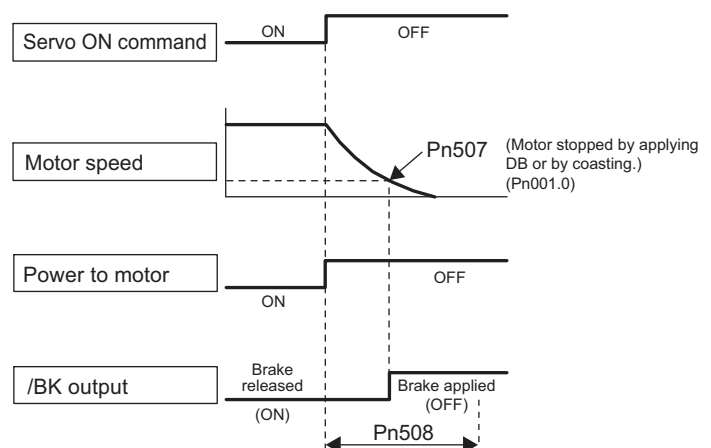 Servo ON command
ON
OFF
Motor speed
Pn507
(Motor stopped by applying
DB or by coasting.)
(Pn001.0)
Power to motor
ON
OFF
/BK output
Brake
released
(ON)
Brake applied
(OFF)
Pn508